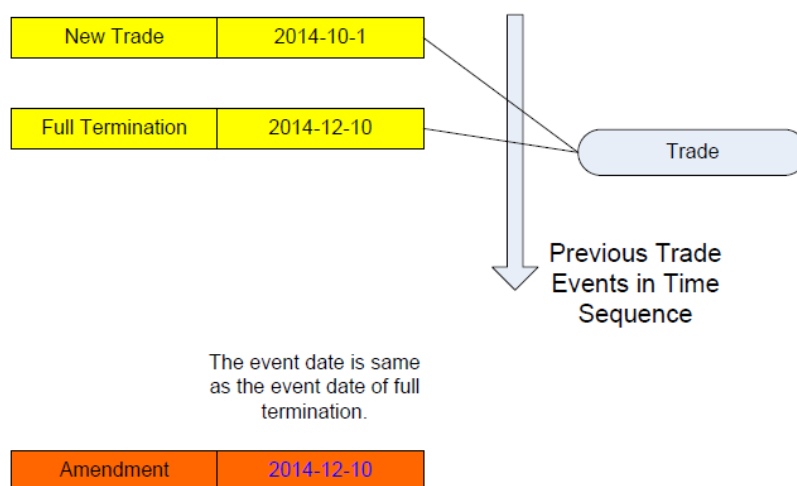 New Trade 2014-10-1
Full Termination 2014-12-10
Trade
Previous Trade
Events in Time
Sequence
The event date is same
as the event date of full
termination.
Amendment 2014-12-10